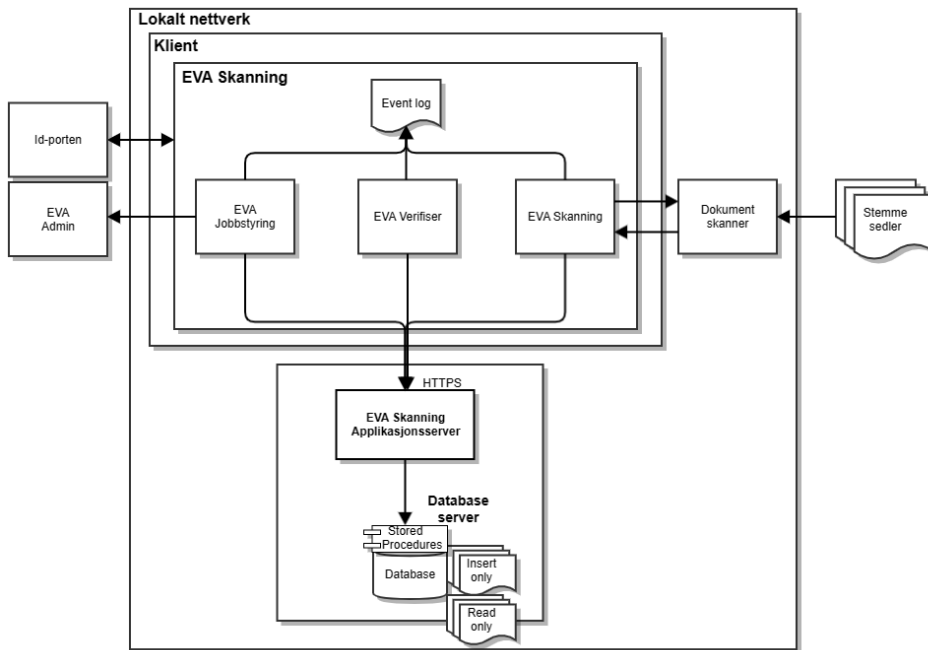 Lokalt nettverk
Klient
EVA Skanning
Event log
Id-porten
EVA
Admin
EVA
Jobbstyring
EVA Verifiser
EVA Skanning
Dokument
skanner
Stemme
sedler
HTTPS
EVA Skanning
Applikasjonsserver
Database
server
Stored
Procedures
Database
Insert
only
Read
only